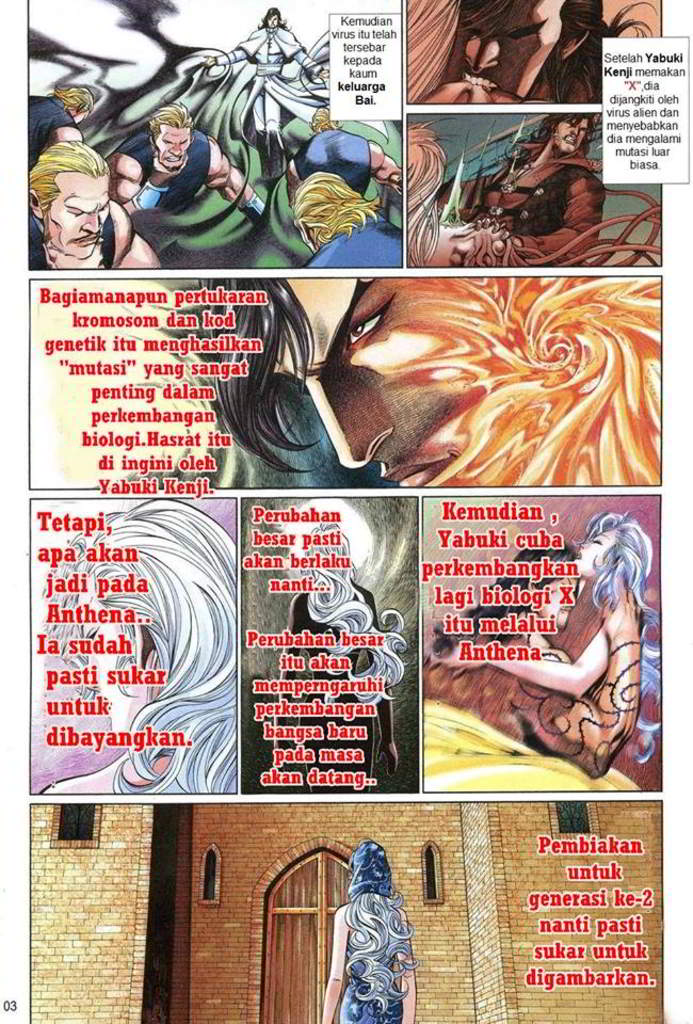 Setelah Yabuki
Kenji memakan
"X",dia
dijangkiti oleh
virus alien dan
menyebabkan
dia mengalami
mutasi luar
biasa.
Kemudian
virus itu telah
tersebar
kepada
kaum
keluarga
Bai.
Bagiamanapun pertukaran
kromosom dan kod
genetik itu menghasilkan
"mutasi" yang sangat
penting dalam
perkembangan
biologi.Hasrat itu
di ingini oleh
Yabuki Kenji.
Kemudian ,
Yabuki cuba
perkembangkan
lagi biologi X
itu melalui
Anthena
Perubahan
besar pasti
akan berlaku
nanti...
Perubahan besar
itu akan
memperngaruhi
perkembangan
bangsa baru
pada masa
akan datang..
Tetapi,
apa akan
jadi pada
Anthena..
Ia sudah
pasti sukar
untuk
dibayangkan.
Pembiakan
untuk
generasi ke-2
nanti pasti
sukar untuk
digambarkan.
03